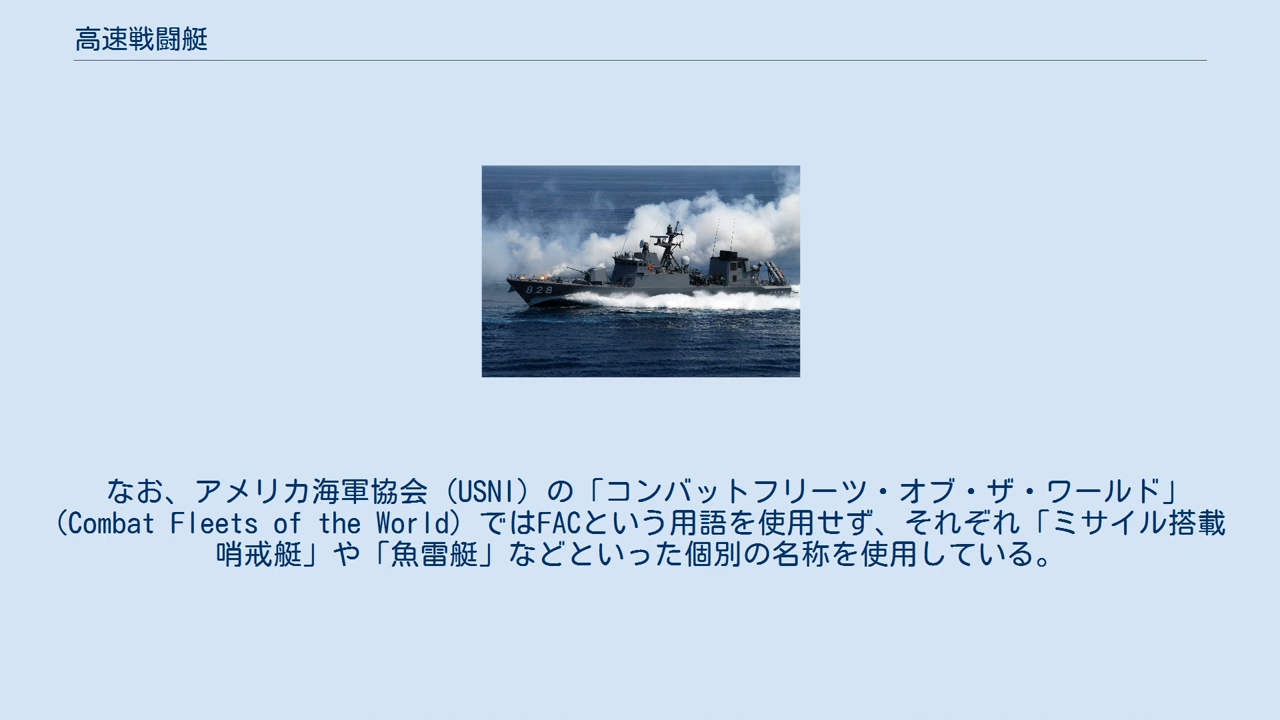 高速戦闘艇
828
なお、アメリカ海軍協会（USNI）の「コンバットフリーツ・オブ・ザ・ワールド」
（Combat Fleets of the World）ではFACという用語を使用せず、それぞれ「ミサイル搭載
哨戒艇」や「魚雷艇」などといった個別の名称を使用している。